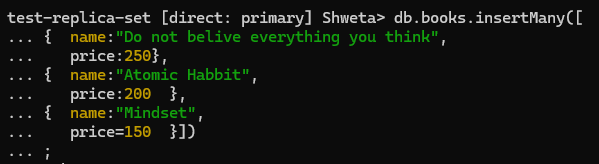 test-replica-set [direct: primary] Shweta> db.books.insertMany([
... {  name:"Do not belive everything you think",
...    price:250},
... {  name:"Atomic Habbit",
...    price:200  },
... {  name:"Mindset",
...    price=150  }])
... ;